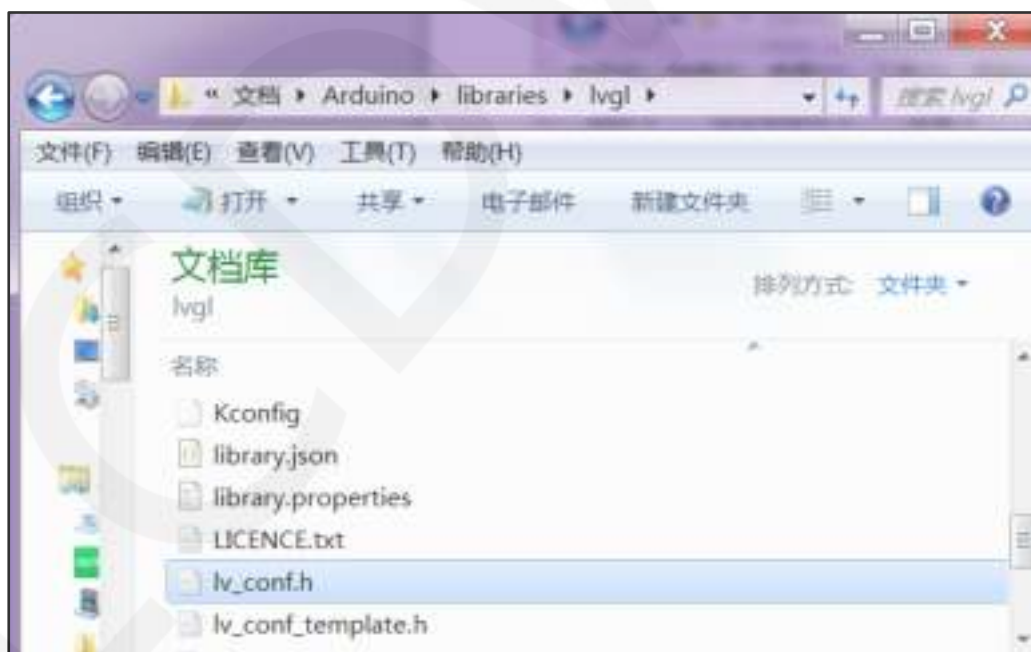 « 文档 ▸ Arduino ▸ libraries ▸ lvgl ▸ 搜索 lvgl
文件(F) 编辑(E) 查看(V) 工具(T) 帮助(H)
组织 打开 共享 电子邮件 新建文件夹
文档库
lvgl
排列方式: 文件夹
名称
Kconfig
library.json
library.properties
LICENCE.txt
lv_conf.h
lv_conf_template.h